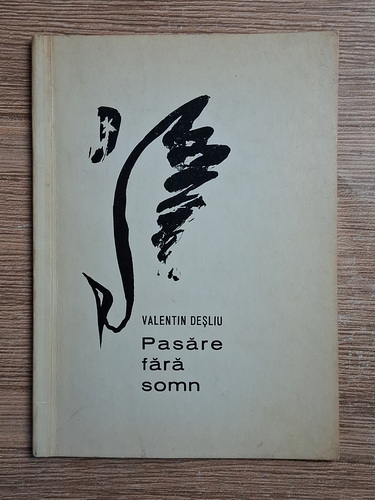 VALENTIN DEŞLIU
Pasăre
fără
somn